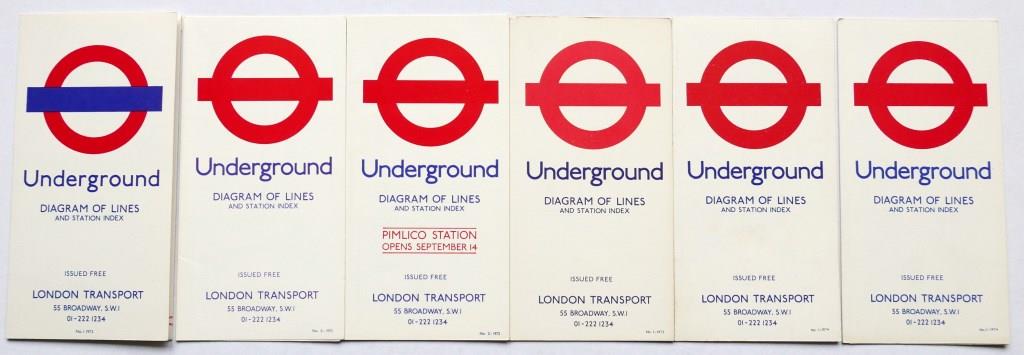 Underground
DIAGRAM OF LINES
AND STATION INDEX
ISSUED FREE
LONDON TRANSPORT
55 BROADWAY, S.W.1
01-222 1234
Underground
DIAGRAM OF LINES
AND STATION INDEX
ISSUED FREE
LONDON TRANSPORT
55 BROADWAY, S.W.1
01-222 1234
Underground
DIAGRAM OF LINES
AND STATION INDEX
PIMLICO STATION
OPENS SEPTEMBER 14
ISSUED FREE
LONDON TRANSPORT
55 BROADWAY, S.W.1
01-222 1234
Underground
DIAGRAM OF LINES
AND STATION INDEX
ISSUED FREE
LONDON TRANSPORT
55 BROADWAY, S.W.1
01-222 1234
Underground
DIAGRAM OF LINES
AND STATION INDEX
ISSUED FREE
LONDON TRANSPORT
55 BROADWAY, S.W.1
01-222 1234
Underground
DIAGRAM OF LINES
AND STATION INDEX
ISSUED FREE
LONDON TRANSPORT
55 BROADWAY, S.W.1
01-222 1234